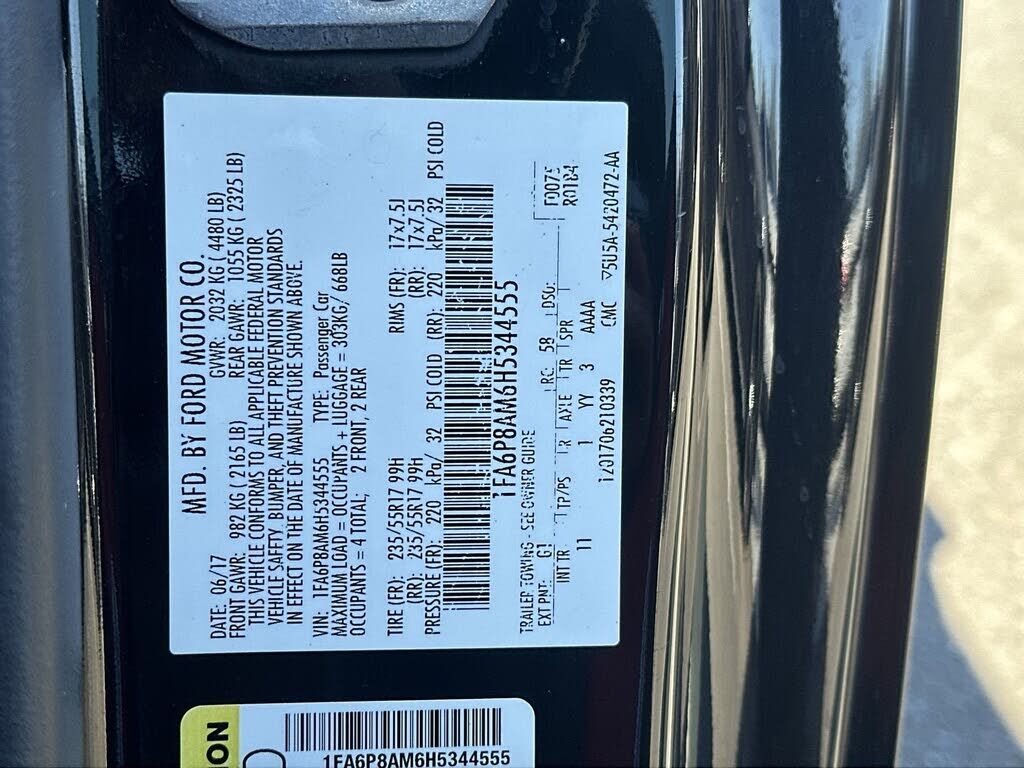 MFD. BY FORD MOTOR CO.
DATE: 06/17 GVWR: 2032 KG ( 4480 LB)
FRONT GAWR: 982 KG ( 2165 LB) REAR GAWR: 1055 KG ( 2325 LB)
THIS VEHICLE CONFORMS TO ALL APPLICABLE FEDERAL MOTOR
VEHICLE SAFETY, BUMPER, AND THEFT PREVENTION STANDARDS
IN EFFECT ON THE DATE OF MANUFACTURE SHOWN ABOVE.
VIN: 1FA6P8AM6H5344555 TYPE: Passenger Car
MAXIMUM LOAD = OCCUPANTS + LUGGAGE = 303KG/ 668LB
OCCUPANTS = 4 TOTAL; 2 FRONT, 2 REAR
TIRE (FR): 235/55R17 99H RIMS (FR): 17x7.5J
(RR): 235/55R17 99H (RR): 17x7.5J
PRESSURE (FR): 220 kPa/ 32 PSI COLD (RR): 220 kPa/ 32 PSI COLD
1FA6P8AM6H5344555
TRAILER TOWING - SEE OWNER GUIDE F0075
EXT PNT: G1 RC: 58 DSO: R01B4
INT TR TP/PS R AXLE TR SPR
11 1 YY 3 AAAA
CMC 5U5A-5420472-AA
ION
1FA6P8AM6H5344555